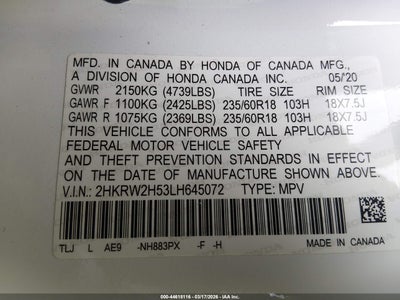 MFD. IN CANADA BY HONDA OF CANADA MFG.,
A DIVISION OF HONDA CANADA INC. 05/'20
GVWR 2150KG (4739LBS) TIRE SIZE RIM SIZE
GAWR F 1100KG (2425LBS) 235/60R18 103H 18X7.5J
GAWR R 1075KG (2369LBS) 235/60R18 103H 18X7.5J
THIS VEHICLE CONFORMS TO ALL APPLICABLE
FEDERAL MOTOR VEHICLE SAFETY
AND THEFT PREVENTION STANDARDS IN EFFECT
ON THE DATE OF MANUFACTURE SHOWN ABOVE.
V.I.N.: 2HKRW2H53LH645072 TYPE: MPV
TLJ L AE9 -NH883PX -F -H
MADE IN CANADA
000-44618116 - 03/17/2026 - IAA Inc.